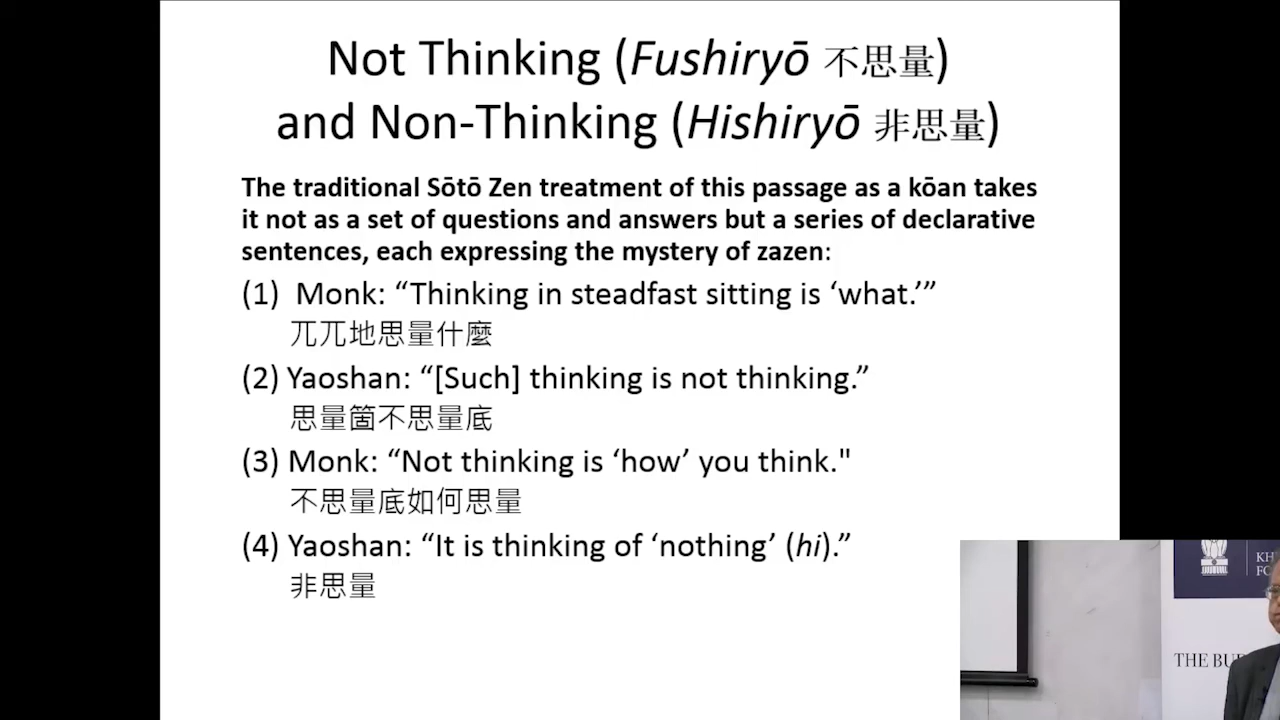 Not Thinking (Fushiryō 不思量)
and Non-Thinking (Hishiryō 非思量)
The traditional Sōtō Zen treatment of this passage as a kōan takes
it not as a set of questions and answers but a series of declarative
sentences, each expressing the mystery of zazen:
(1) Monk: “Thinking in steadfast sitting is ‘what.’”
兀兀地思量什麼
(2) Yaoshan: “[Such] thinking is not thinking.”
思量箇不思量底
(3) Monk: “Not thinking is ‘how’ you think."
不思量底如何思量
(4) Yaoshan: “It is thinking of ‘nothing’ (hi).”
非思量
KH
FO
THE BU